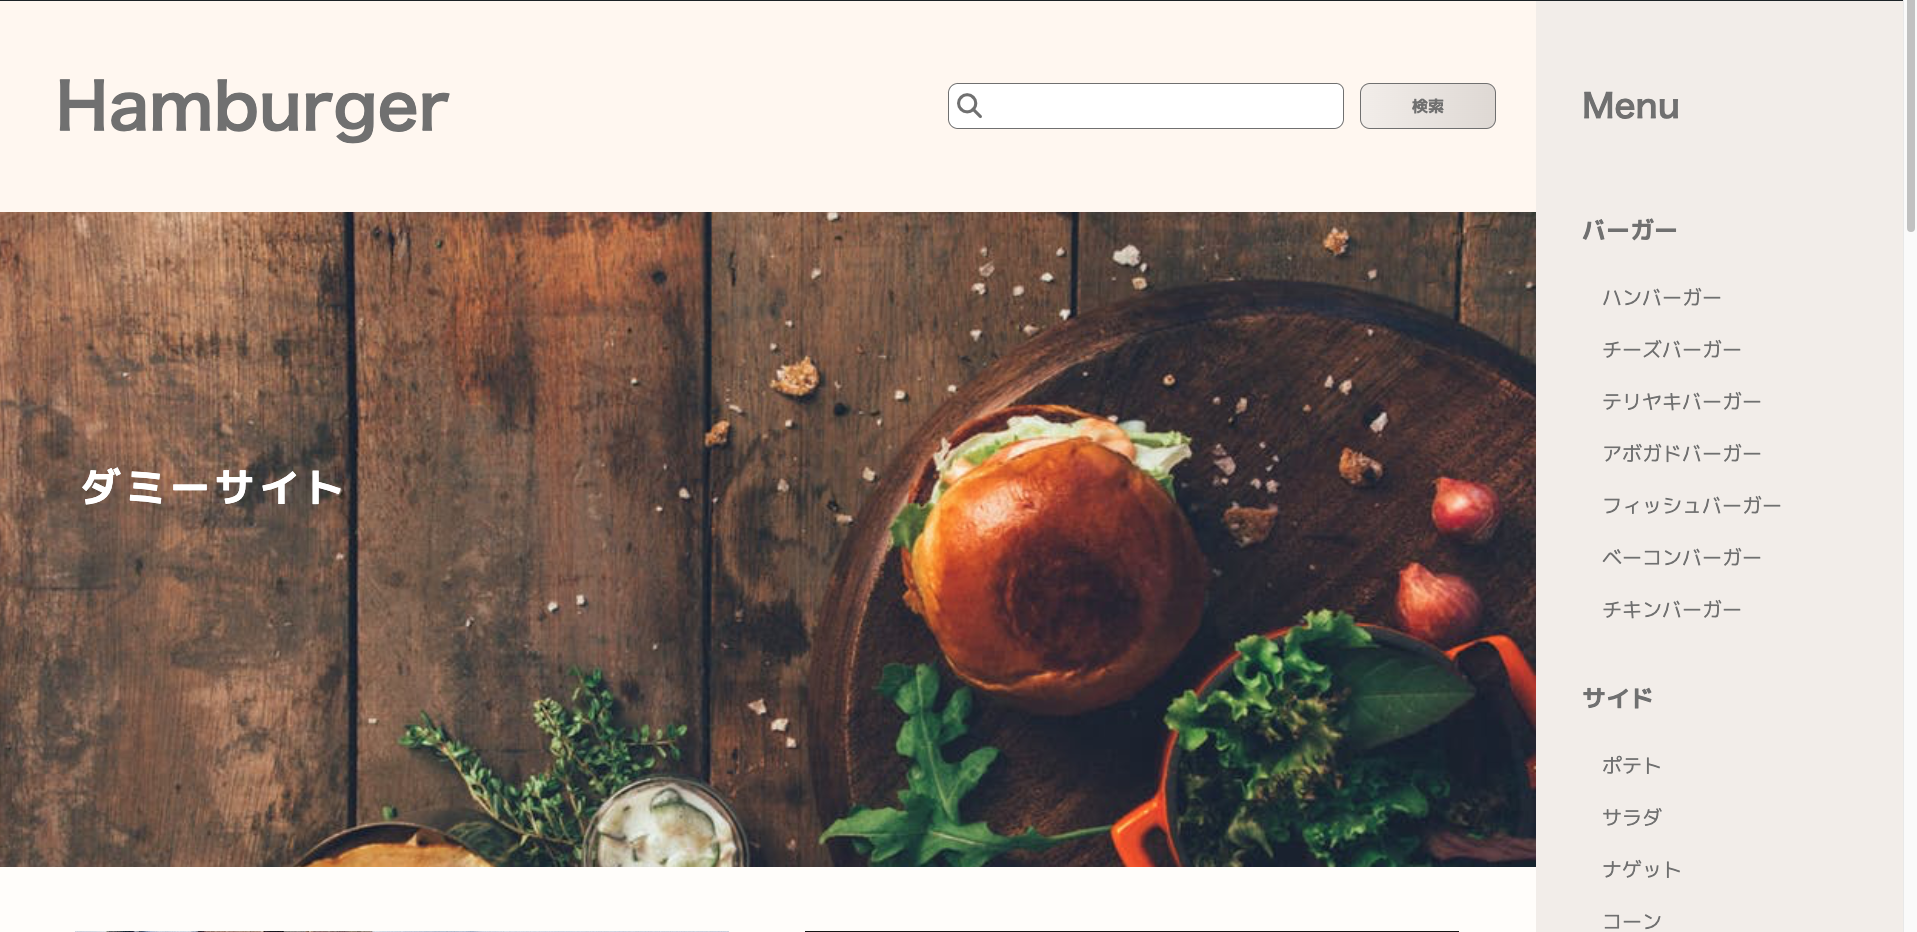 Hamburger
検索
ダミーサイト
Menu
バーガー
ハンバーガー
チーズバーガー
テリヤキバーガー
アボガドバーガー
フィッシュバーガー
ベーコンバーガー
チキンバーガー
サイド
ポテト
サラダ
ナゲット
コーン